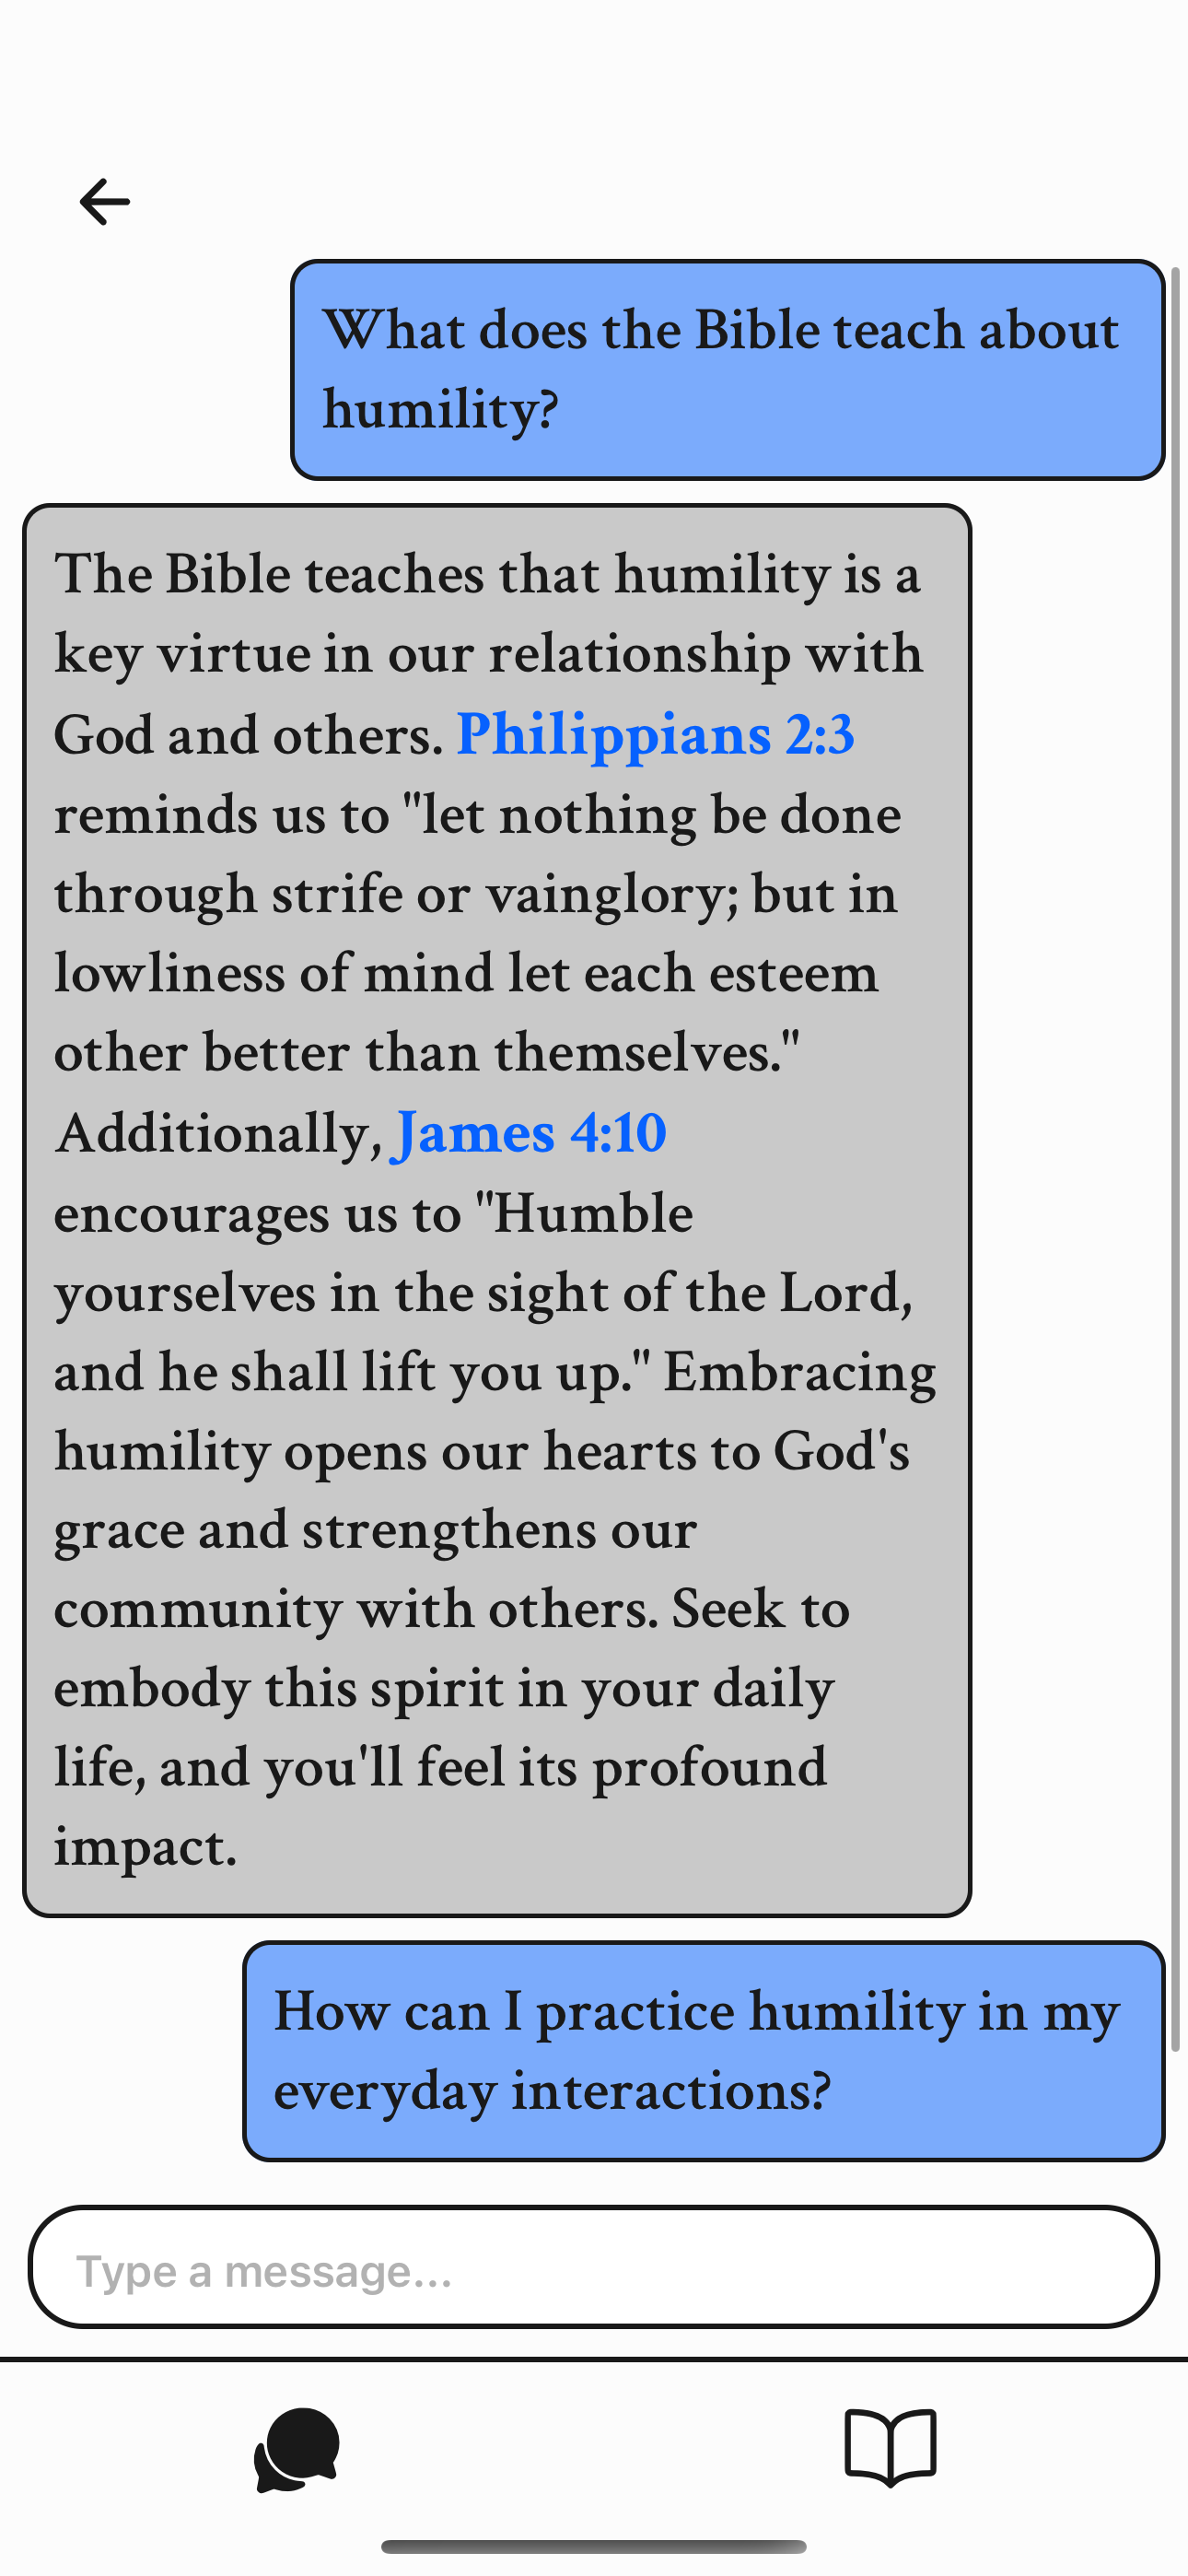 What does the Bible teach about
humility?
The Bible teaches that humility is a
key virtue in our relationship with
God and others. Philippians 2:3
reminds us to "let nothing be done
through strife or vainglory; but in
lowliness of mind let each esteem
other better than themselves."
Additionally, James 4:10
encourages us to "Humble
yourselves in the sight of the Lord,
and he shall lift you up." Embracing
humility opens our hearts to God's
grace and strengthens our
community with others. Seek to
embody this spirit in your daily
life, and you'll feel its profound
impact.
How can I practice humility in my
everyday interactions?
Type a message...